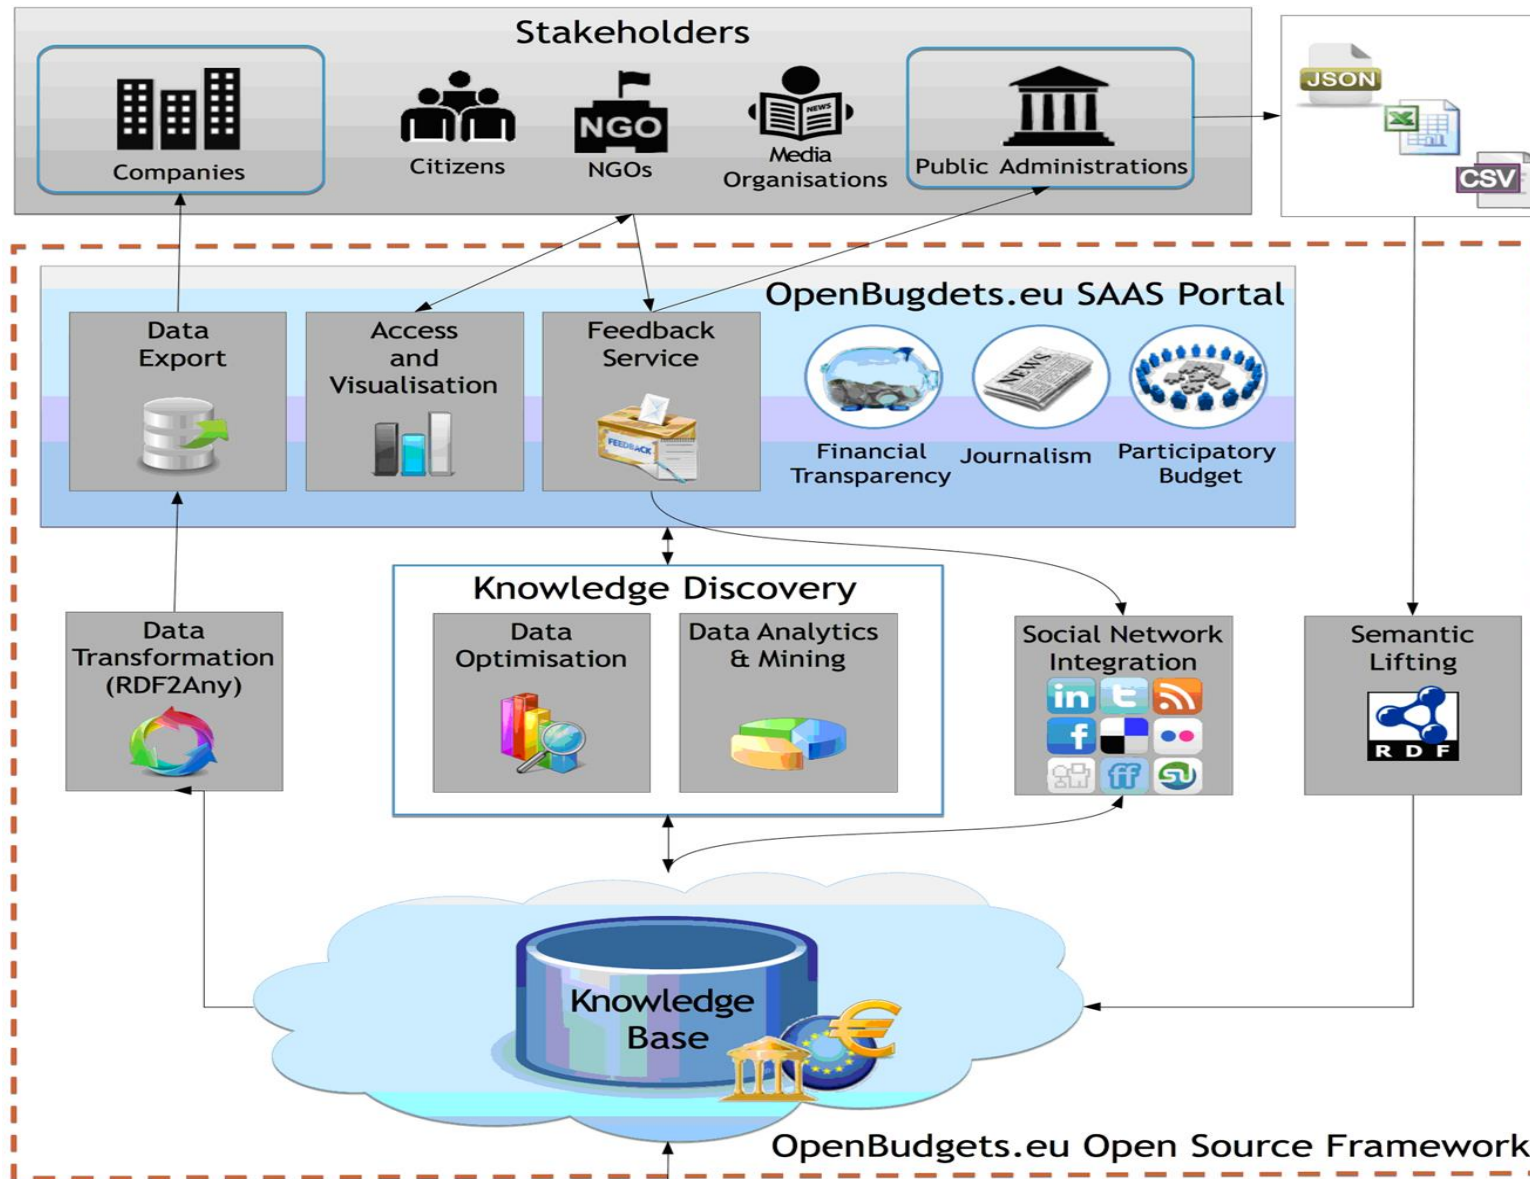 Stakeholders
Companies
Citizens
NGO
NGOs
NEWS
Media
Organisations
Public Administrations
JSON
CSV
OpenBugdets.eu SAAS Portal
Data
Export
Access
and
Visualisation
Feedback
Service
FEEDBACK
NEWS
Financial
Transparency
Journalism
Participatory
Budget
Knowledge Discovery
Data
Transformation
(RDF2Any)
Data
Optimisation
Data Analytics
& Mining
Social Network
Integration
in
t
f
ff
Semantic
Lifting
RDF
Knowledge
Base
€
OpenBudgets.eu Open Source Framework